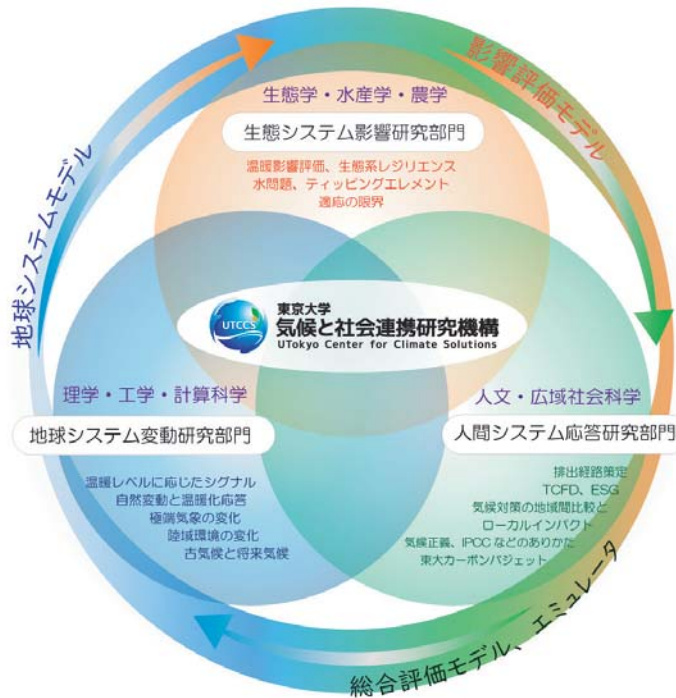 地球システムモデル
影響評価モデル
生態学・水産学・農学
生態システム影響研究部門
温暖影響評価、生態系レジリエンス
水問題、ティッピングエレメント
適応の限界
UTCCS
東京大学
気候と社会連携研究機構
UTokyo Center for Climate Solutions
理学・工学・計算科学
地球システム変動研究部門
温暖レベルに応じたシグナル
自然変動と温暖化応答
極端気象の変化
陸域環境の変化
古気候と将来気候
人文・広域社会科学
人間システム応答研究部門
排出経路策定
TCFD、ESG
気候対策の地域間比較と
ローカルインパクト
気候正義、IPCCなどのありかた
東大カーボンバジェット
総合評価モデル、エミュレータ